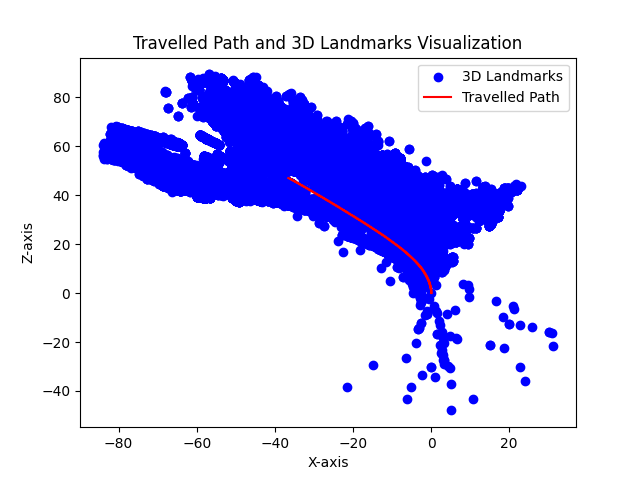 Travelled Path and 3D Landmarks Visualization
3D Landmarks
Travelled Path
80
60
40
20
0
−20
−40
Z-axis
−80
−60
−40
−20
0
20
X-axis